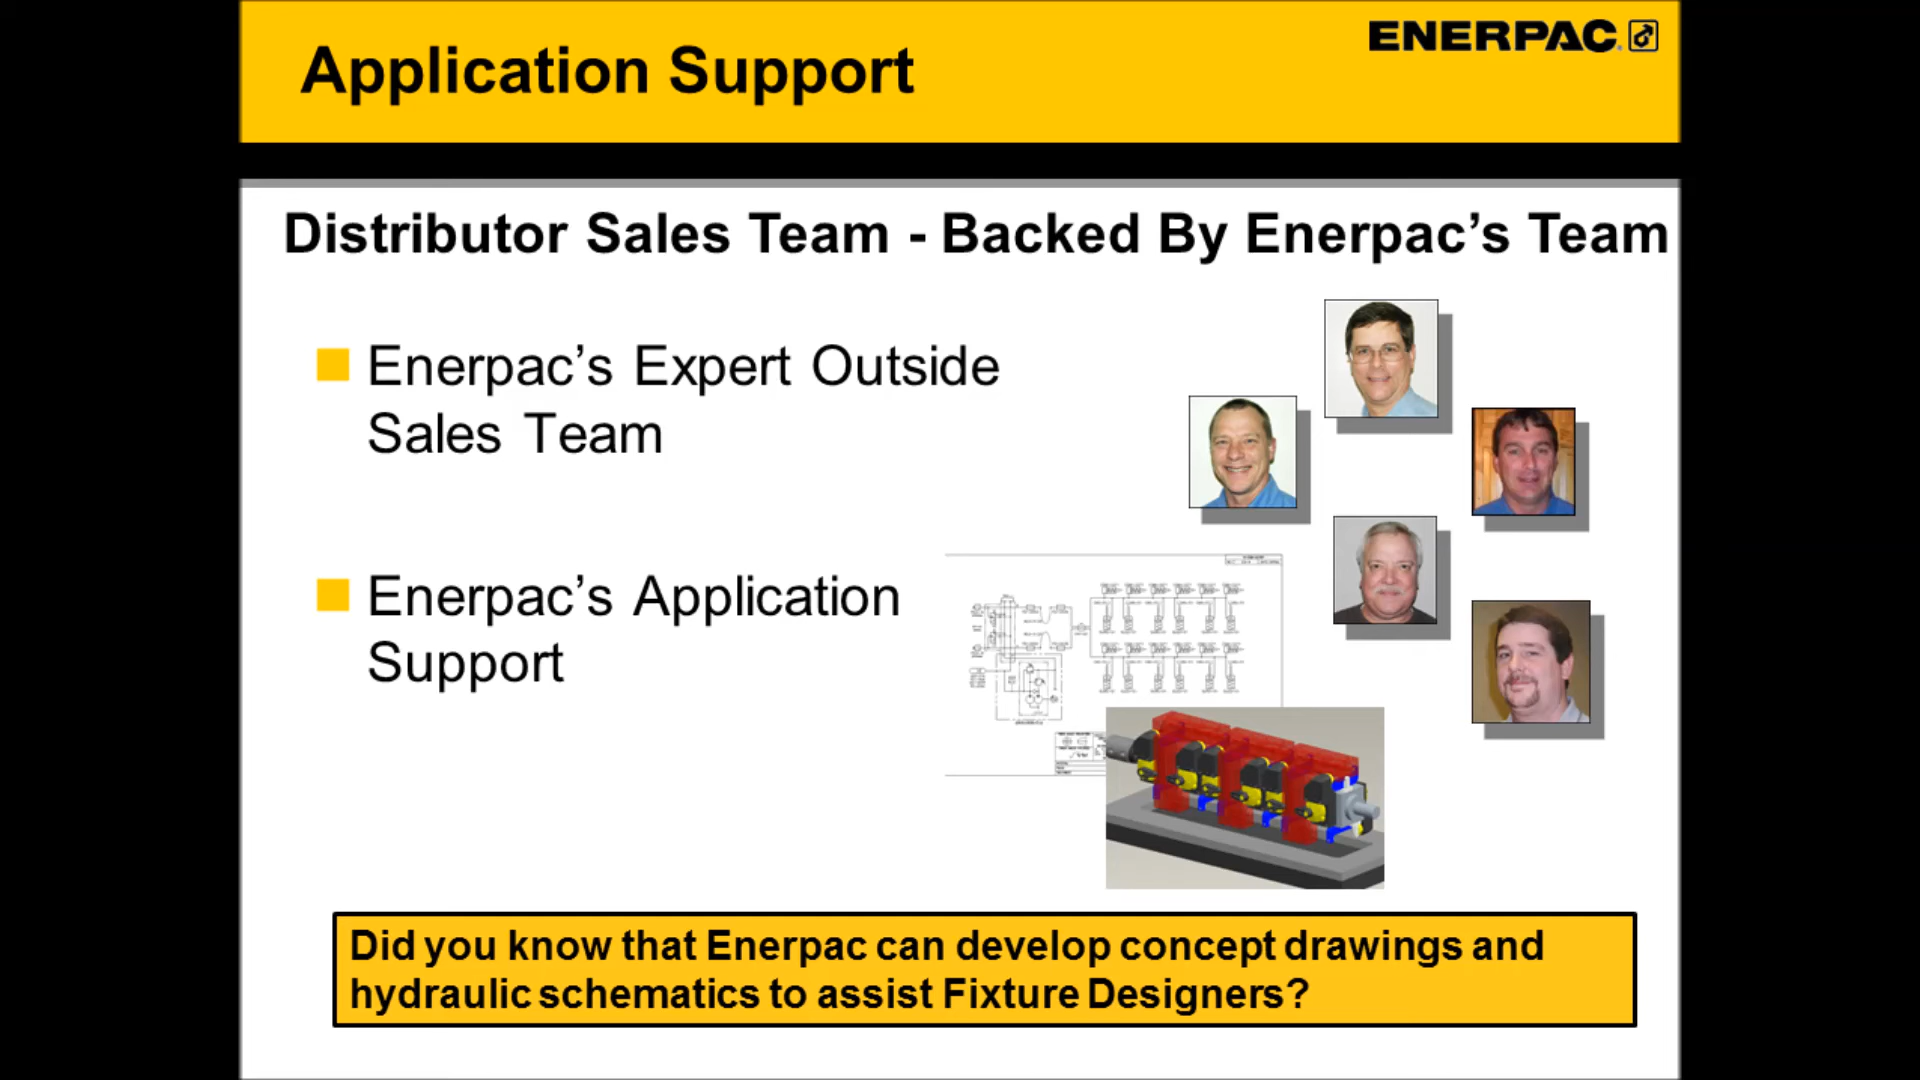 Application Support
ENERPAC
Distributor Sales Team - Backed By Enerpac’s Team
Enerpac’s Expert Outside
Sales Team
Enerpac’s Application
Support
Did you know that Enerpac can develop concept drawings and
hydraulic schematics to assist Fixture Designers?